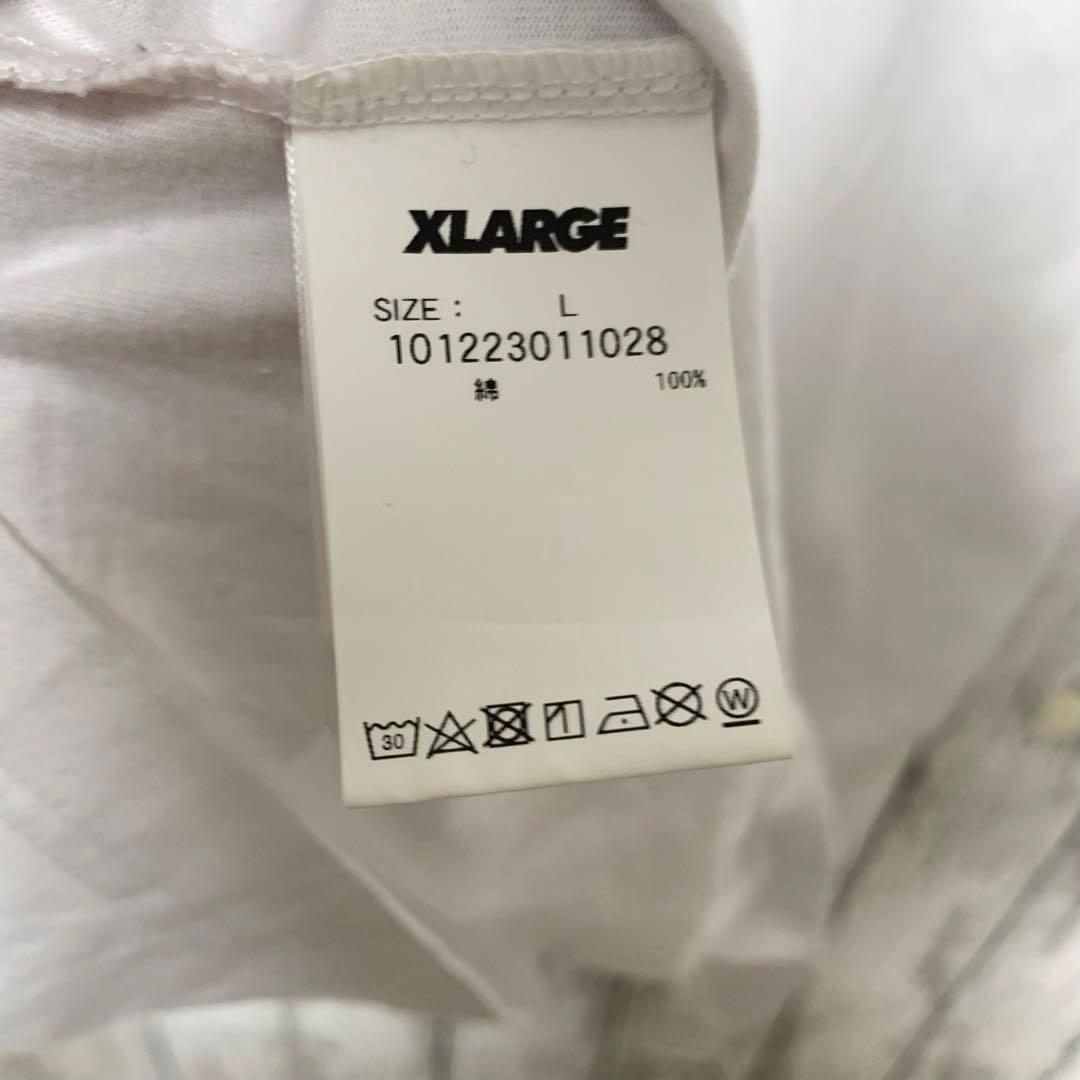 XLARGE
SIZE : L
101223011028
綿 100%
30
W